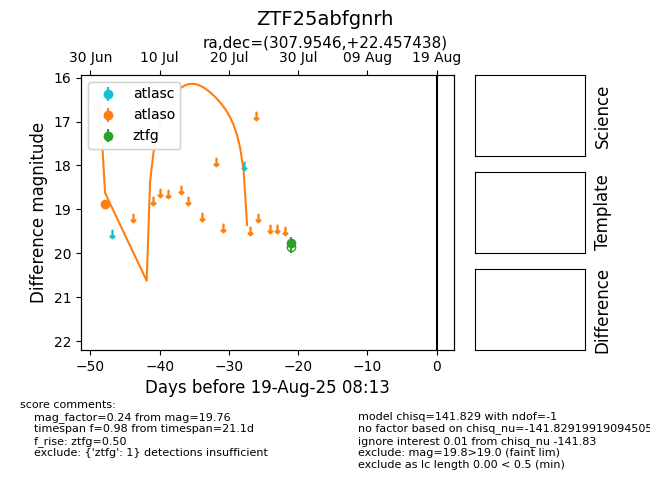 ZTF25abfgnrh
ra,dec=(307.9546,+22.457438)
30 Jun 10 Jul 20 Jul 30 Jul 09 Aug 19 Aug
atlasc
atlaso
ztfg
16
17
18
19
20
21
22
Difference magnitude
−50 −40 −30 −20 −10 0
Days before 19-Aug-25 08:13
Science
Template
Difference
score comments:
mag_factor=0.24 from mag=19.76
timespan f=0.98 from timespan=21.1d
f_rise: ztfg=0.50
exclude: {'ztfg': 1} detections insufficient
model chisq=141.829 with ndof=-1
no factor based on chisq_nu=-141.82919919094505
ignore interest 0.01 from chisq_nu -141.83
exclude: mag=19.8>19.0 (faint lim)
exclude as lc length 0.00 < 0.5 (min)